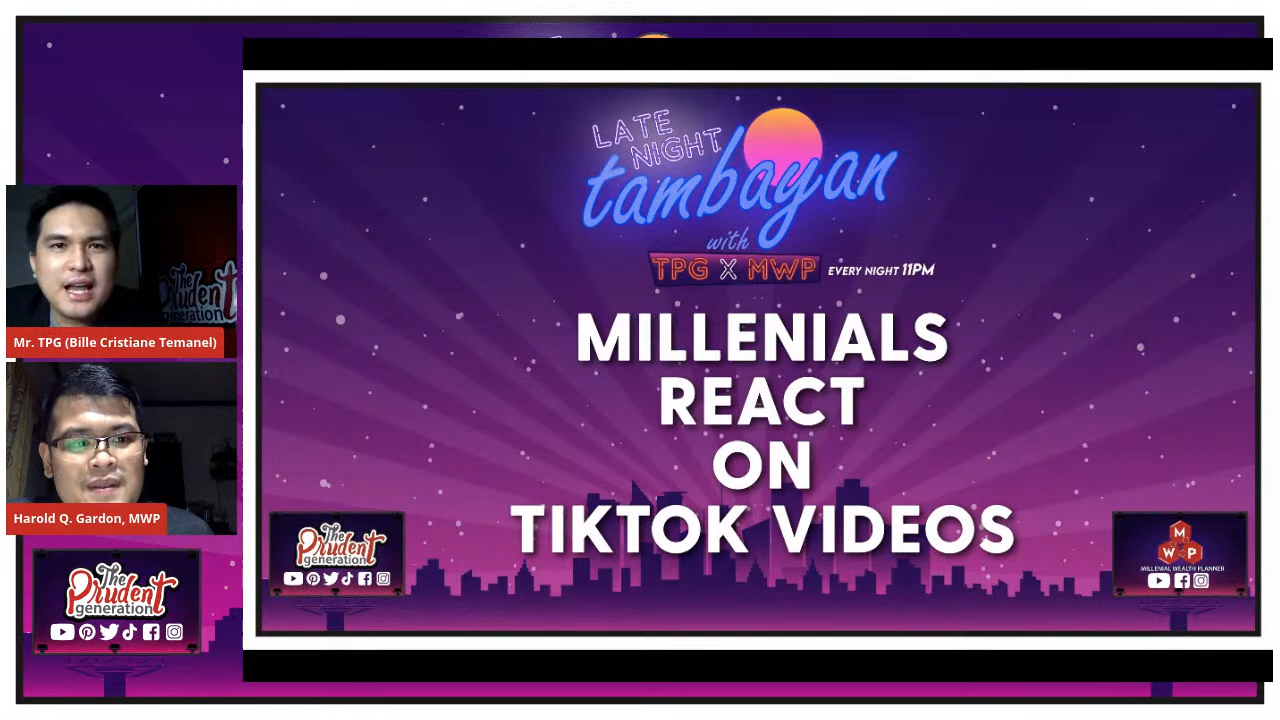 LATE
NIGHT
tambayan
with
TPG X MWP EVERY NIGHT 11PM
MILLENIALS
REACT
ON
TIKTOK VIDEOS
The
Prudent
generation
Mr. TPG (Bille Cristiane Temanel)
Harold Q. Gardon, MWP
The
Prudent
generation
The
Prudent
generation
M
W P
MILLENIAL WEALTH PLANNER